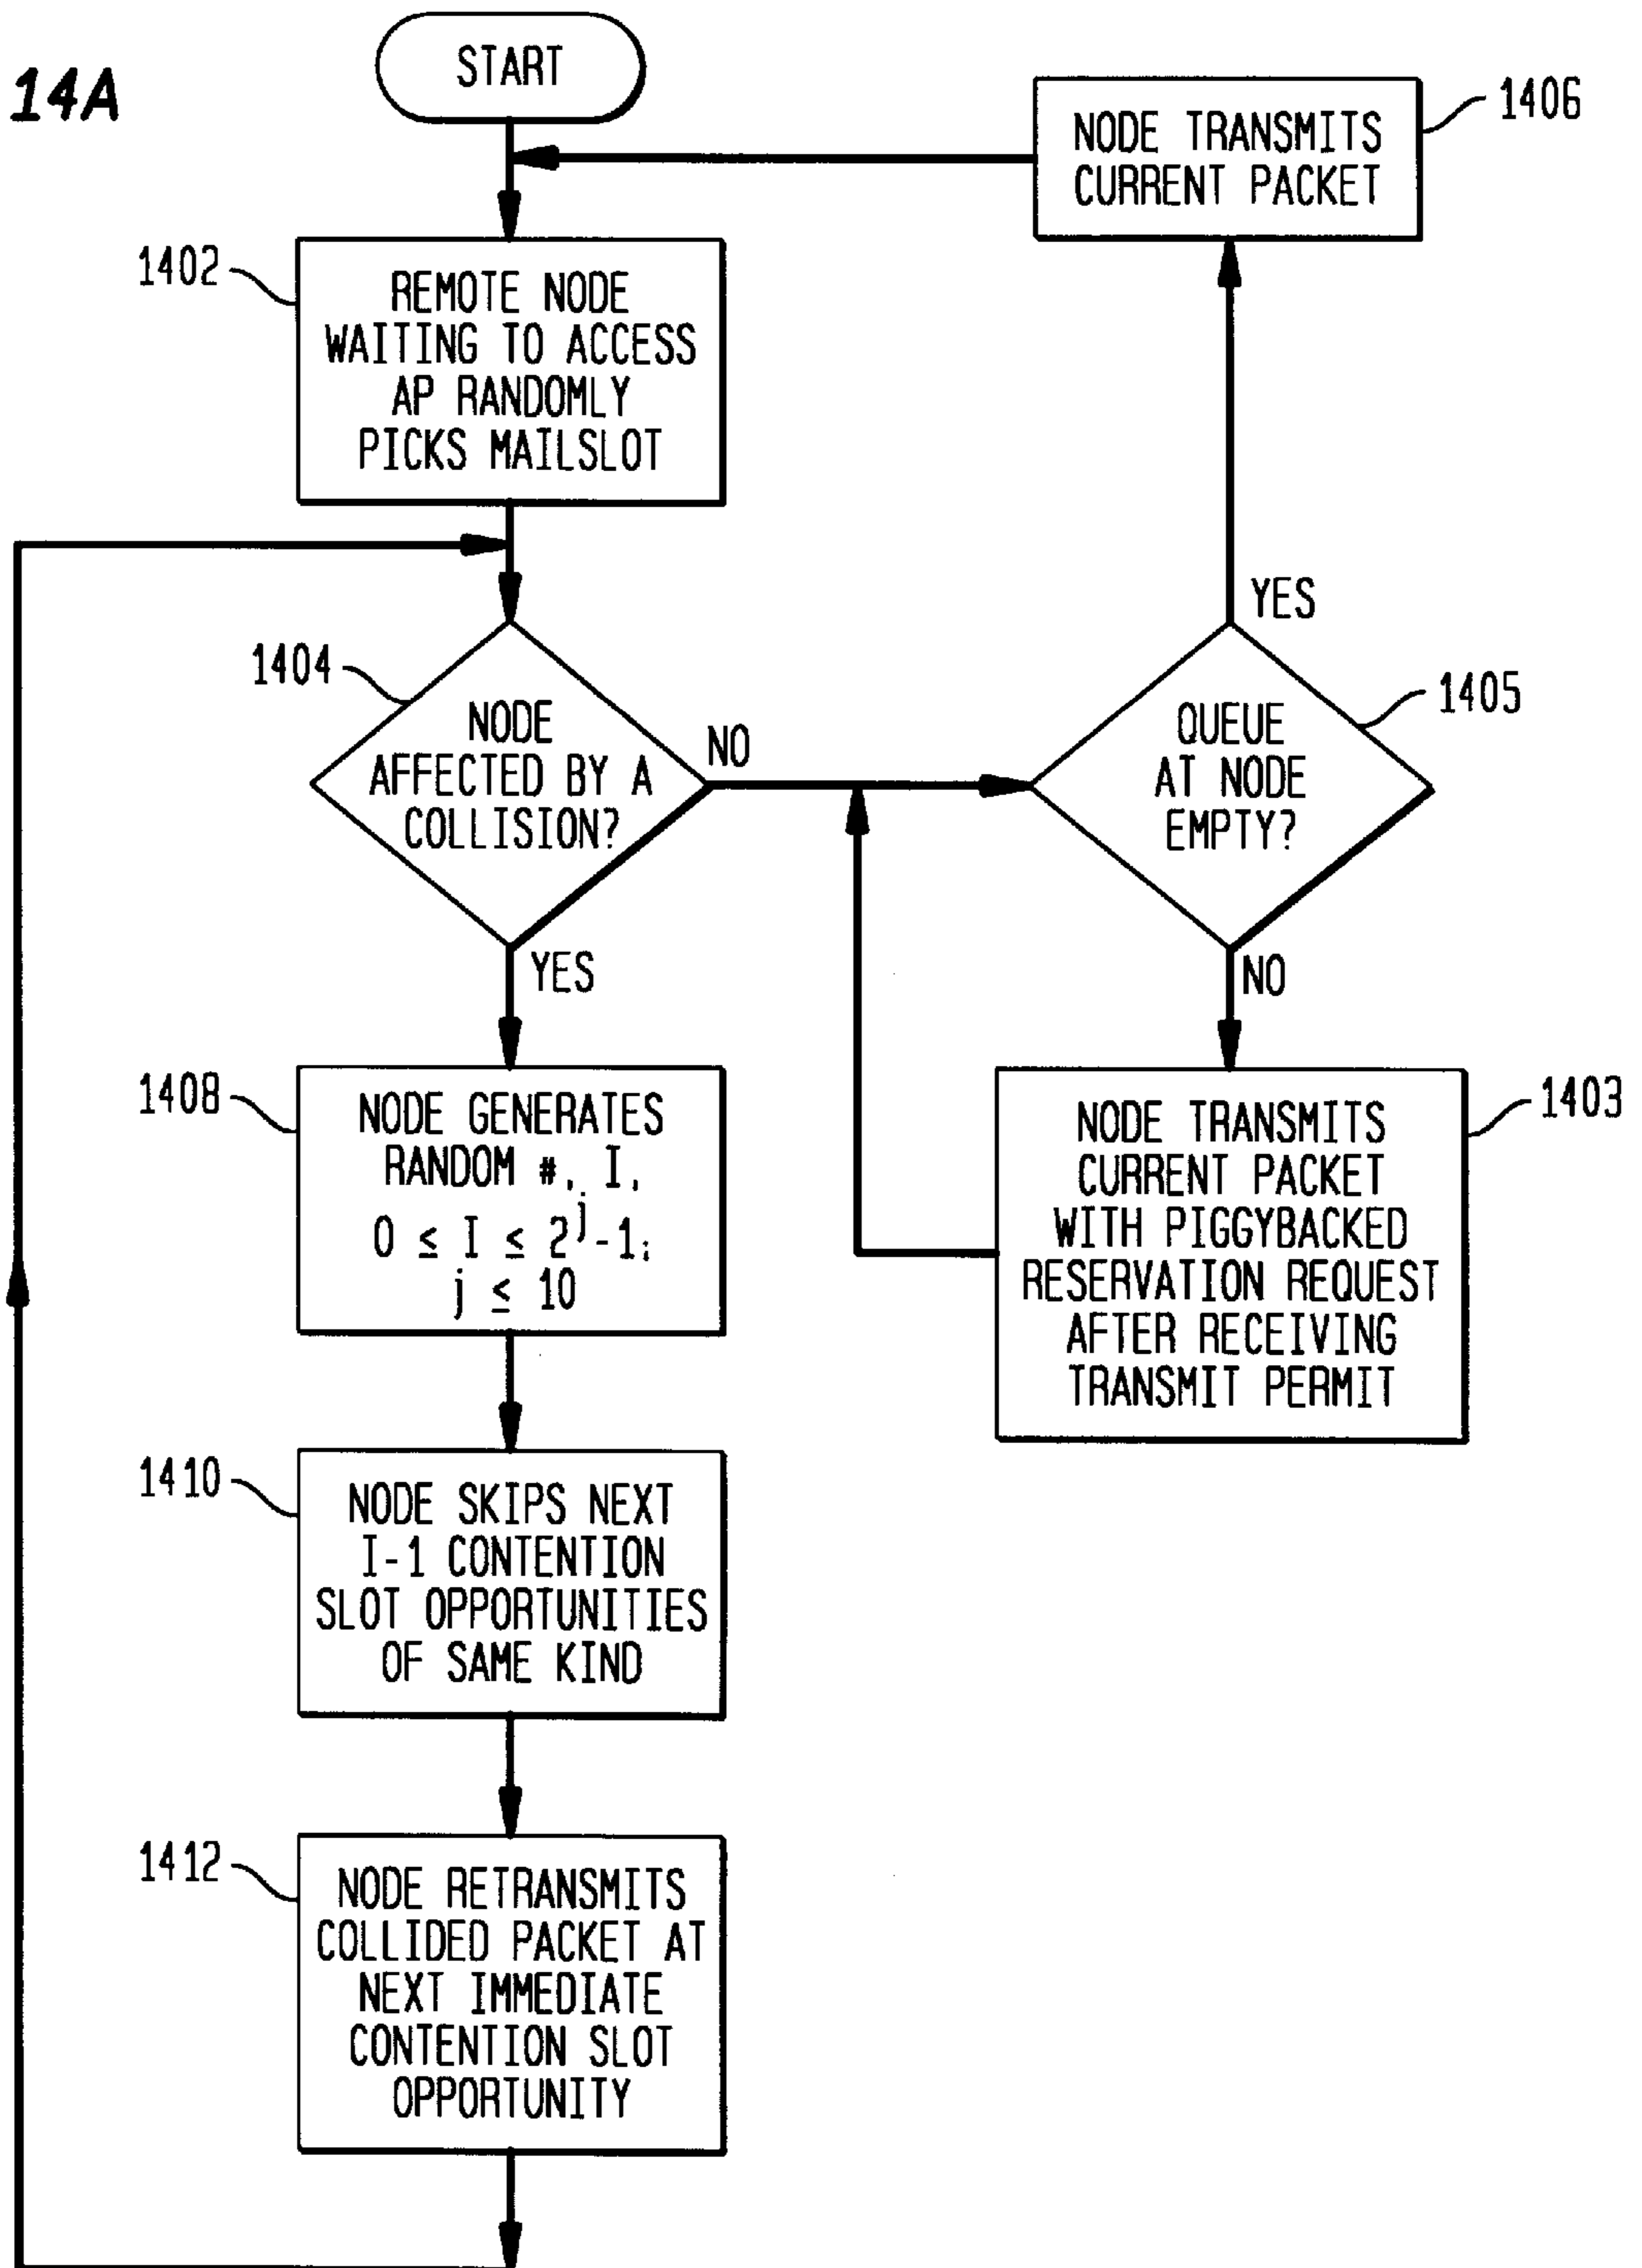 14A
START
1406
NODE TRANSMITS
CURRENT PACKET
1402
REMOTE NODE
WAITING TO ACCESS
AP RANDOMLY
PICKS MAILSLOT
YES
1404
NODE
AFFECTED BY A
COLLISION?
NO
1405
QUEUE
AT NODE
EMPTY?
YES
NO
1408
NODE GENERATES
RANDOM #, I,
0 ≤ I ≤ 2^j-1;
j ≤ 10
1403
NODE TRANSMITS
CURRENT PACKET
WITH PIGGYBACKED
RESERVATION REQUEST
AFTER RECEIVING
TRANSMIT PERMIT
1410
NODE SKIPS NEXT
I-1 CONTENTION
SLOT OPPORTUNITIES
OF SAME KIND
1412
NODE RETRANSMITS
COLLIDED PACKET AT
NEXT IMMEDIATE
CONTENTION SLOT
OPPORTUNITY